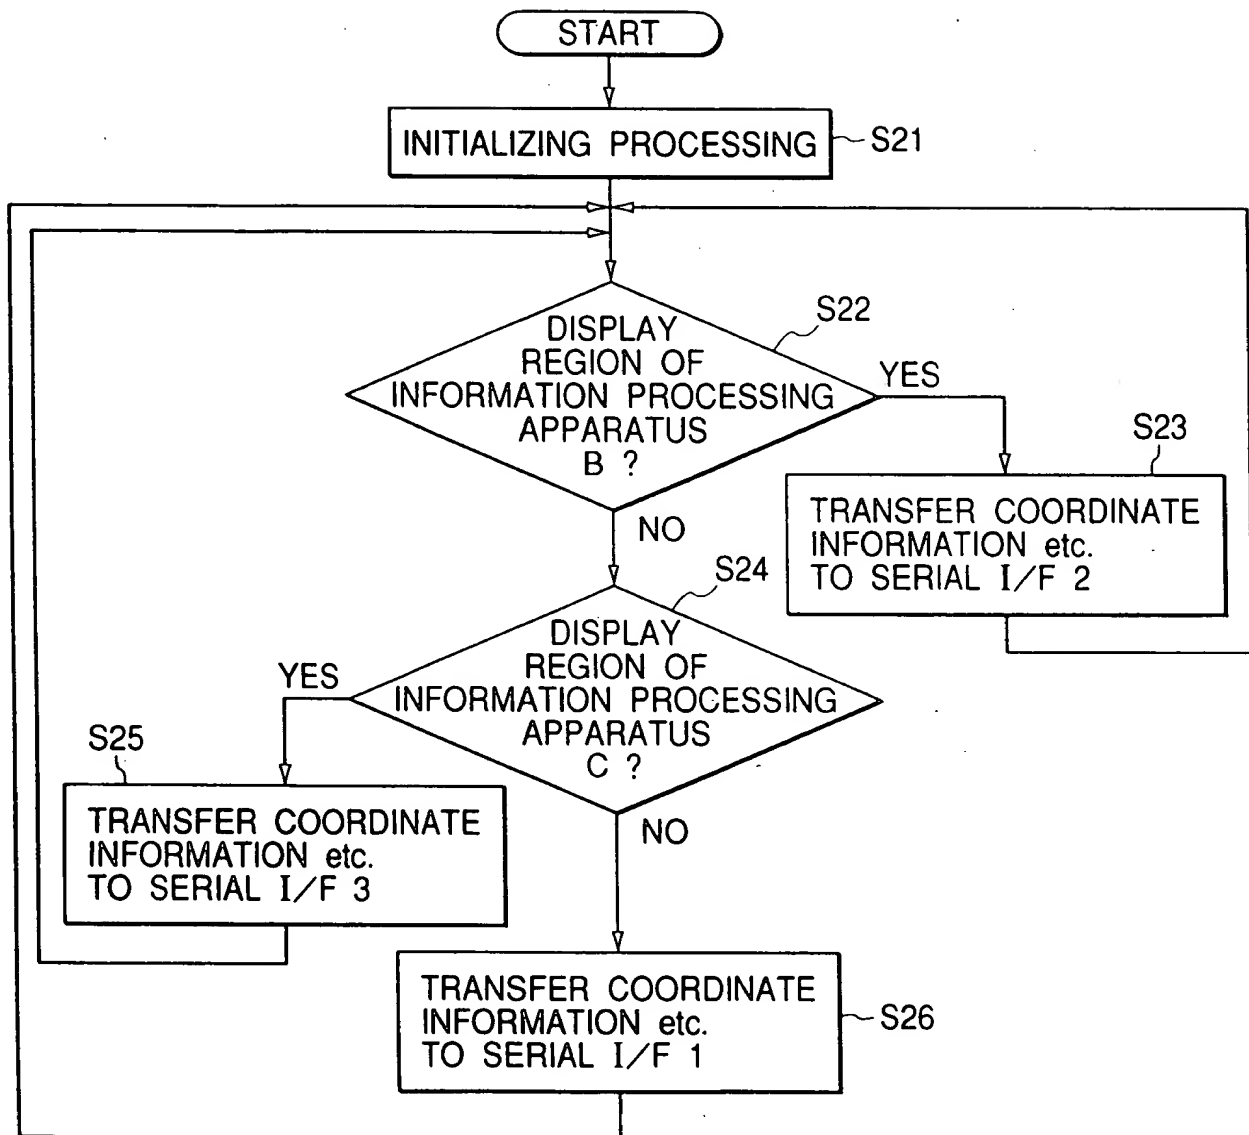 START
INITIALIZING PROCESSING
S21
S22
DISPLAY
REGION OF
INFORMATION PROCESSING
APPARATUS
B ?
YES
NO
S23
TRANSFER COORDINATE
INFORMATION etc.
TO SERIAL I/F 2
S24
DISPLAY
REGION OF
INFORMATION PROCESSING
APPARATUS
C ?
YES
NO
S25
TRANSFER COORDINATE
INFORMATION etc.
TO SERIAL I/F 3
TRANSFER COORDINATE
INFORMATION etc.
TO SERIAL I/F 1
S26